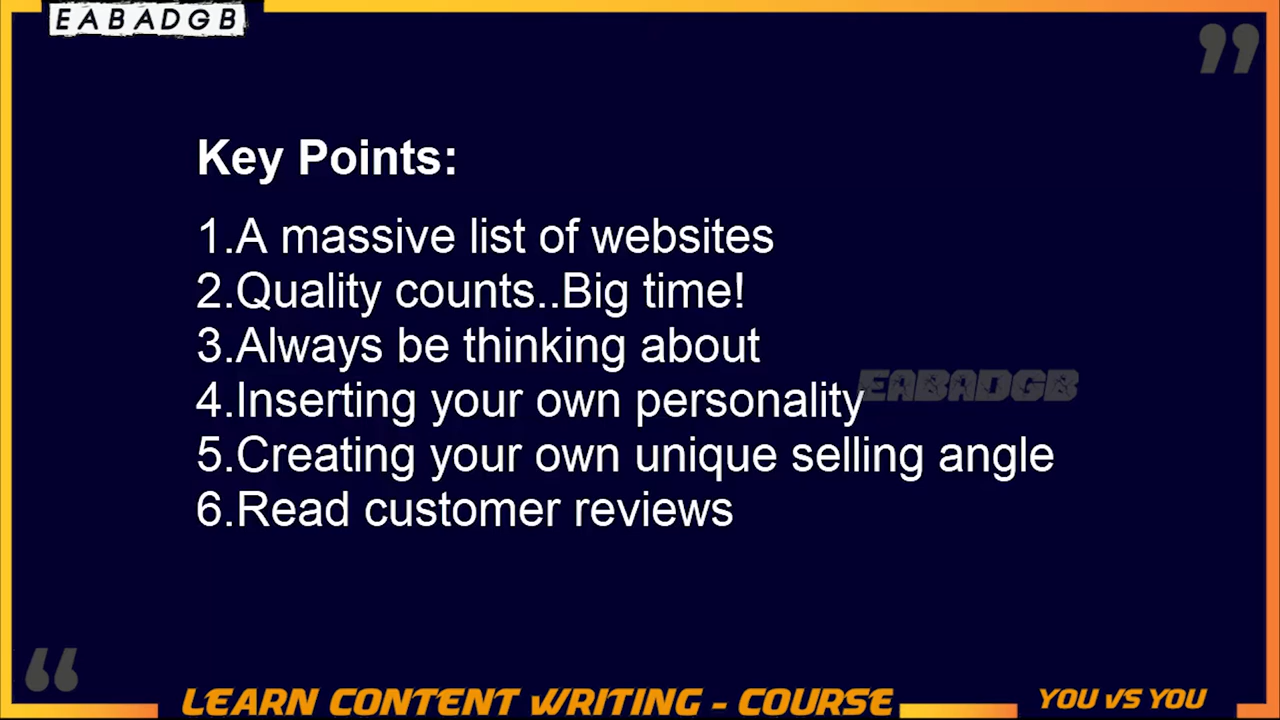 EABADGB
Key Points:
1.A massive list of websites
2.Quality counts..Big time!
3.Always be thinking about
4.Inserting your own personality
EABADGB
5.Creating your own unique selling angle
6.Read customer reviews
LEARN CONTENT WRITING - COURSE
YOU VS YOU